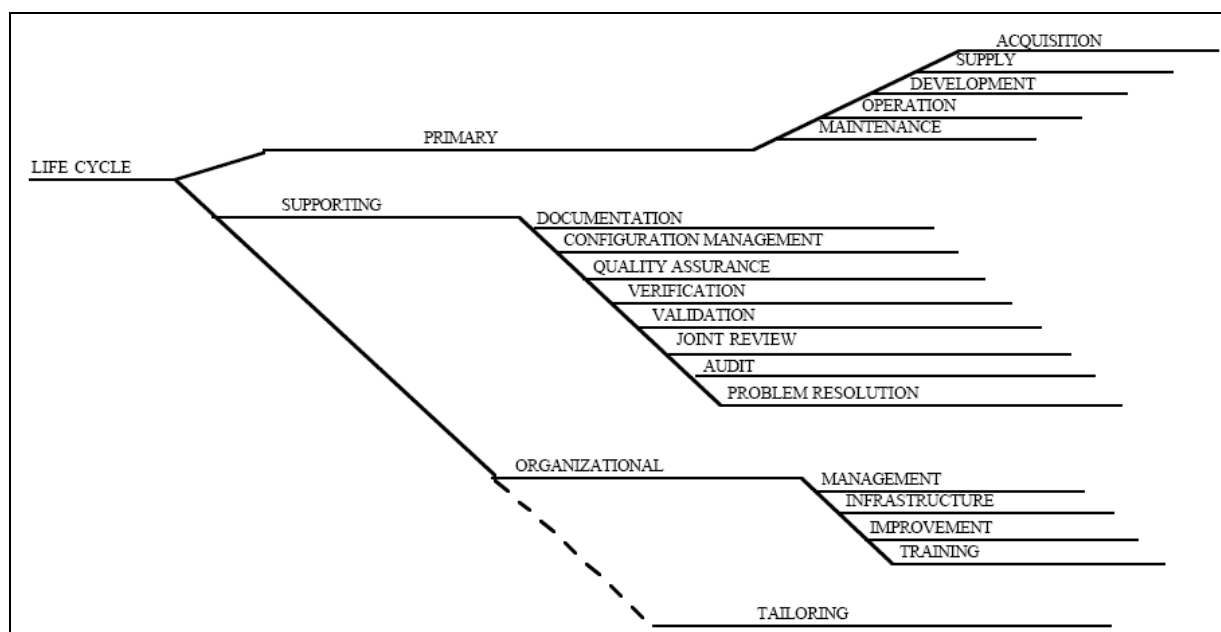 ACQUISITION
SUPPLY
DEVELOPMENT
OPERATION
MAINTENANCE
PRIMARY
LIFE CYCLE
SUPPORTING
DOCUMENTATION
CONFIGURATION MANAGEMENT
QUALITY ASSURANCE
VERIFICATION
VALIDATION
JOINT REVIEW
AUDIT
PROBLEM RESOLUTION
ORGANIZATIONAL
MANAGEMENT
INFRASTRUCTURE
IMPROVEMENT
TRAINING
TAILORING